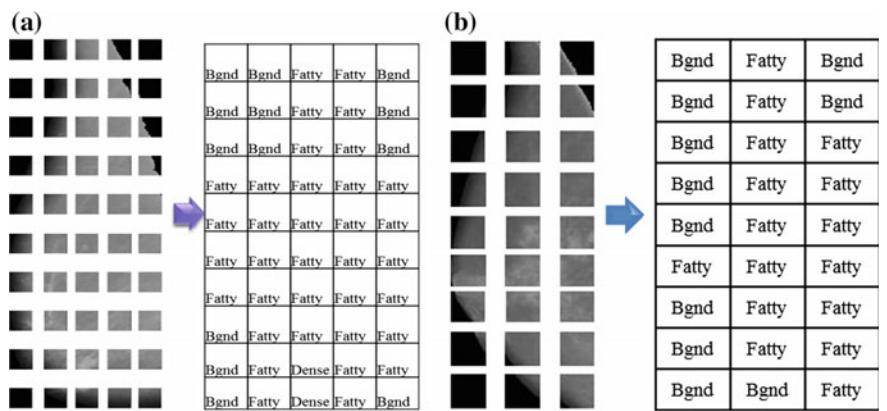 (a)
Bgnd Bgnd Fatty Fatty Bgnd
Bgnd Bgnd Fatty Fatty Bgnd
Bgnd Bgnd Fatty Fatty Bgnd
Fatty Fatty Fatty Fatty Fatty
Fatty Fatty Fatty Fatty Fatty
Fatty Fatty Fatty Fatty Fatty
Fatty Fatty Fatty Fatty Fatty
Bgnd Fatty Fatty Fatty Fatty
Bgnd Fatty Dense Fatty Fatty
Bgnd Fatty Dense Fatty Bgnd
(b)
Bgnd Fatty Bgnd
Bgnd Fatty Bgnd
Bgnd Fatty Fatty
Bgnd Fatty Fatty
Bgnd Fatty Fatty
Fatty Fatty Fatty
Bgnd Fatty Fatty
Bgnd Fatty Fatty
Bgnd Bgnd Fatty